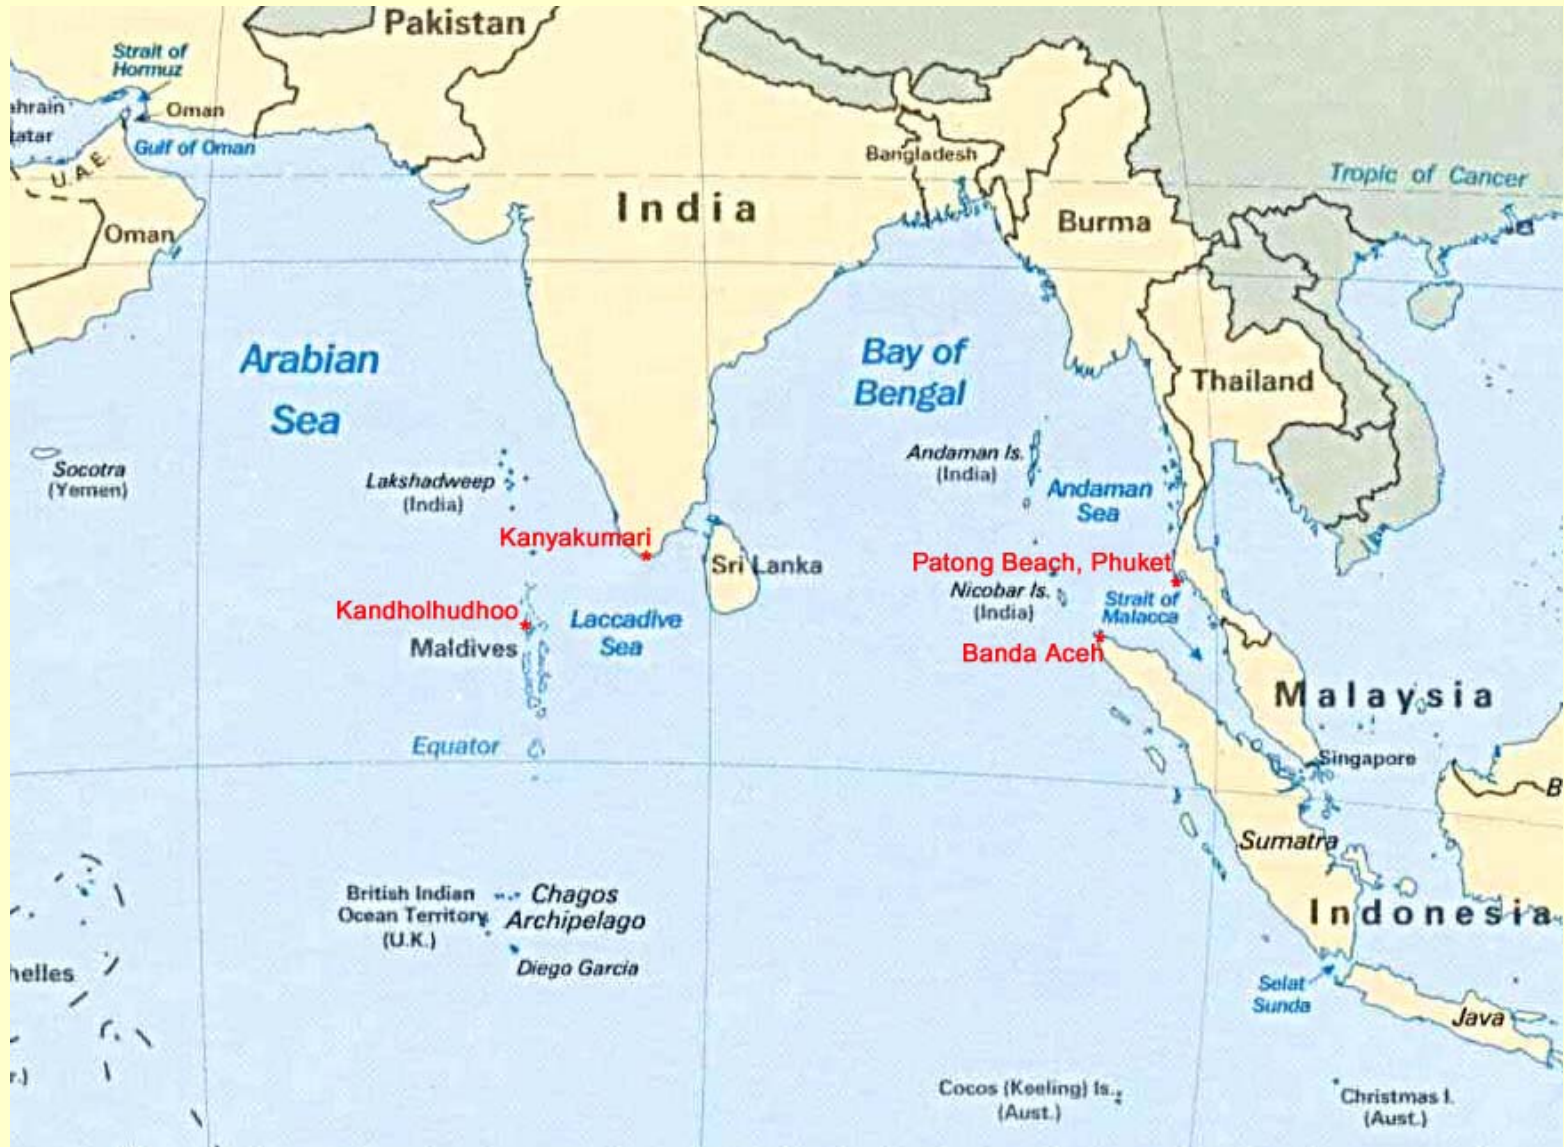 Pakistan
Strait of
Hormuz
Oman
ahrain
atar
Gulf of Oman
U.A.E.
Bangladesh
Tropic of Cancer
India
Burma
Oman
Arabian
Sea
Bay of
Bengal
Thailand
Socotra
(Yemen)
Lakshadweep
(India)
Andaman Is.
(India)
Andaman
Sea
Kanyakumari
Sri Lanka
Patong Beach, Phuket
Nicobar Is.
(India)
Strait of
Malacca
Kandholhudhoo
Maldives
Laccadive
Sea
Banda Aceh
Malaysia
Equator
Singapore
B
Sumatra
British Indian
Ocean Territory
(U.K.)
Chagos
Archipelago
Diego Garcia
Indonesia
helles
Selat
Sunda
Java
r.)
Cocos (Keeling) Is.
(Aust.)
Christmas I.
(Aust.)